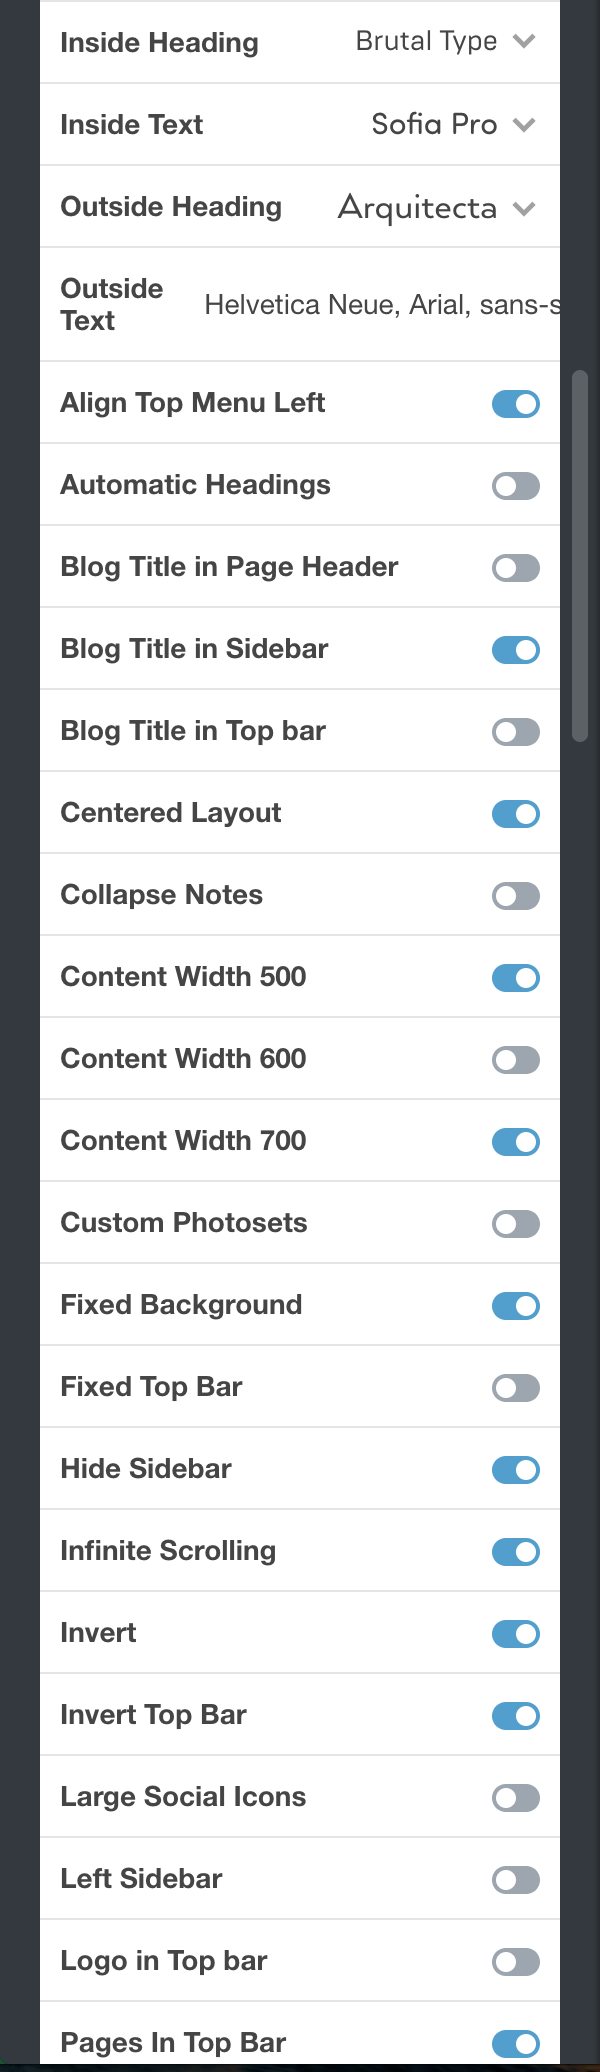 Inside Heading Brutal Type
Inside Text Sofia Pro
Outside Heading Arquitecta
Outside
Text
Helvetica Neue, Arial, sans-s
Align Top Menu Left
Automatic Headings
Blog Title in Page Header
Blog Title in Sidebar
Blog Title in Top bar
Centered Layout
Collapse Notes
Content Width 500
Content Width 600
Content Width 700
Custom Photosets
Fixed Background
Fixed Top Bar
Hide Sidebar
Infinite Scrolling
Invert
Invert Top Bar
Large Social Icons
Left Sidebar
Logo in Top bar
Pages In Top Bar